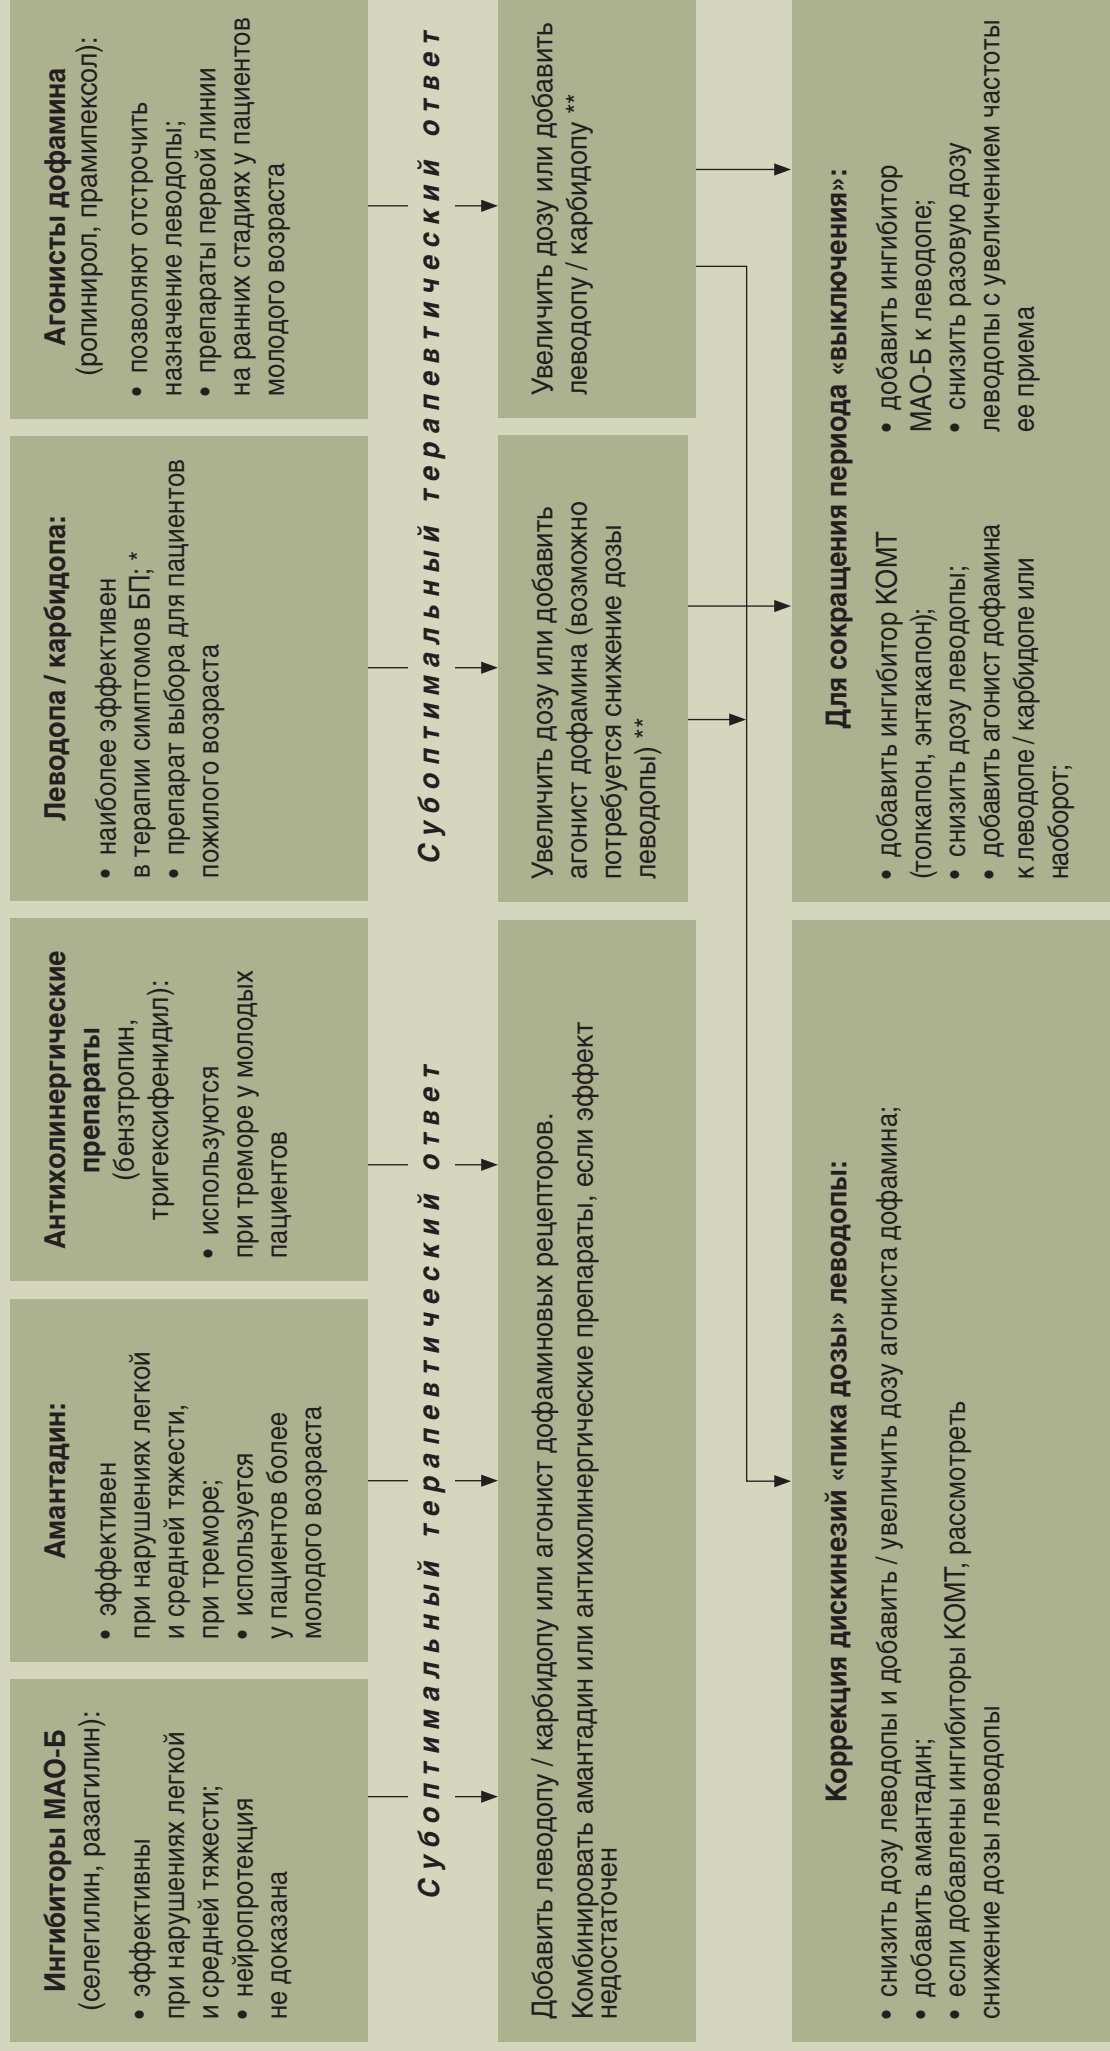 Ингибиторы МАО-Б
(селегилин, разагилин):
• эффективны
при нарушениях легкой
и средней тяжести;
• нейропротекция
не доказана
Амантадин:
• эффективен
при нарушениях легкой
и средней тяжести,
при треморе;
• используется
у пациентов более
молодого возраста
Антихолинергические
препараты
(бензтропин,
тригексифенидил):
• используются
при треморе у молодых
пациентов
Леводопа / карбидопа:
• наиболее эффективен
в терапии симптомов БП; *
• препарат выбора для пациентов
пожилого возраста
Агонисты дофамина
(ропинирол, прамипексол):
• позволяют отстрочить
назначение леводопы;
• препараты первой линии
на ранних стадиях у пациентов
молодого возраста
Субоптимальный терапевтический ответ
Субоптимальный терапевтический ответ
Добавить леводопу / карбидопу или агонист дофаминовых рецепторов.
Комбинировать амантадин или антихолинергические препараты, если эффект
недостаточен
Увеличить дозу или добавить
агонист дофамина (возможно
потребуется снижение дозы
леводопы) **
Увеличить дозу или добавить
леводопу / карбидопу **
Коррекция дискинезий «пика дозы» леводопы:
• снизить дозу леводопы и добавить / увеличить дозу агониста дофамина;
• добавить амантадин;
• если добавлены ингибиторы КОМТ, рассмотреть
снижение дозы леводопы
Для сокращения периода «выключения»:
• добавить ингибитор КОМТ
(толкапон, энтакапон);
• снизить дозу леводопы;
• добавить агонист дофамина
к леводопе / карбидопе или
наоборот;
• добавить ингибитор
МАО-Б к леводопе;
• снизить разовую дозу
леводопы с увеличением частоты
ее приема